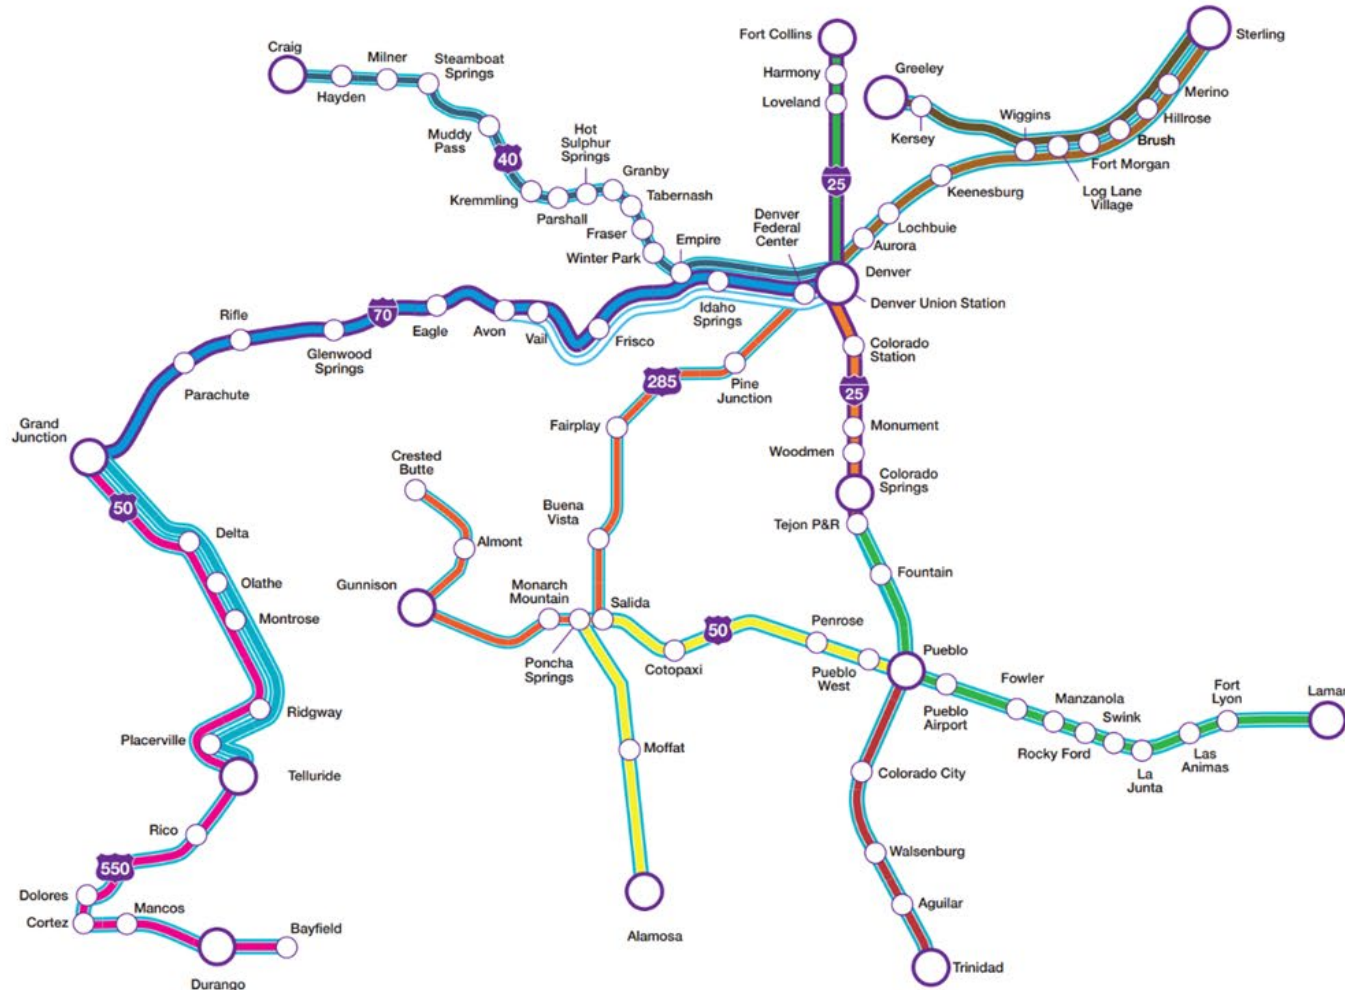 Craig
Hayden
Milner
Steamboat
Springs
Muddy
Pass
40
Kremmling
Parshall
Hot
Sulphur
Springs
Granby
Tabernash
Fraser
Winter Park
Empire
Fort Collins
Harmony
Loveland
25
Denver
Federal
Center
Greeley
Kersey
Wiggins
Sterling
Merino
Hillrose
Brush
Fort Morgan
Log Lane
Village
Keenesburg
Lochbuie
Aurora
Denver
Denver Union Station
Idaho
Springs
Frisco
Vail
Avon
Eagle
70
Glenwood
Springs
Rifle
Parachute
Grand
Junction
50
Delta
Olathe
Montrose
Ridgway
Placerville
Telluride
Rico
550
Dolores
Cortez
Mancos
Durango
Bayfield
Pine
Junction
285
Fairplay
Buena
Vista
Crested
Butte
Almont
Gunnison
Monarch
Mountain
Poncha
Springs
Salida
Cotopaxi
50
Penrose
Pueblo
West
Moffat
Alamosa
Colorado
Station
25
Monument
Woodmen
Colorado
Springs
Tejon P&R
Fountain
Pueblo
Pueblo
Airport
Fowler
Manzanola
Rocky Ford
Swink
La
Junta
Las
Animas
Fort
Lyon
Lamar
Colorado City
Walsenburg
Aguilar
Trinidad